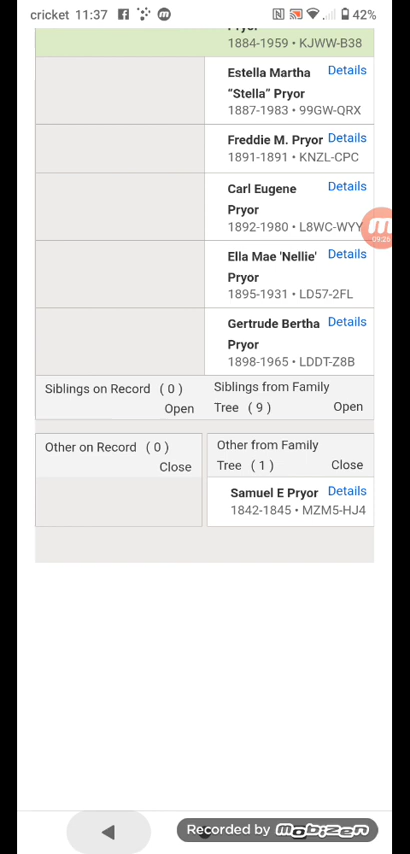 cricket 11:37 42%
Pryor
1884-1959 • KJWW-B38
Estella Martha Details
“Stella” Pryor
1887-1983 • 99GW-QRX
Freddie M. Pryor Details
1891-1891 • KNZL-CPC
Carl Eugene Details
Pryor
1892-1980 • L8WC-WYY
09:25
Ella Mae 'Nellie' Details
Pryor
1895-1931 • LD57-2FL
Gertrude Bertha Details
Pryor
1898-1965 • LDDT-Z8B
Siblings on Record ( 0 )
Open
Siblings from Family
Tree ( 9 ) Open
Other on Record ( 0 )
Close
Other from Family
Tree ( 1 ) Close
Samuel E Pryor Details
1842-1845 • MZM5-HJ4
Recorded by mobizen